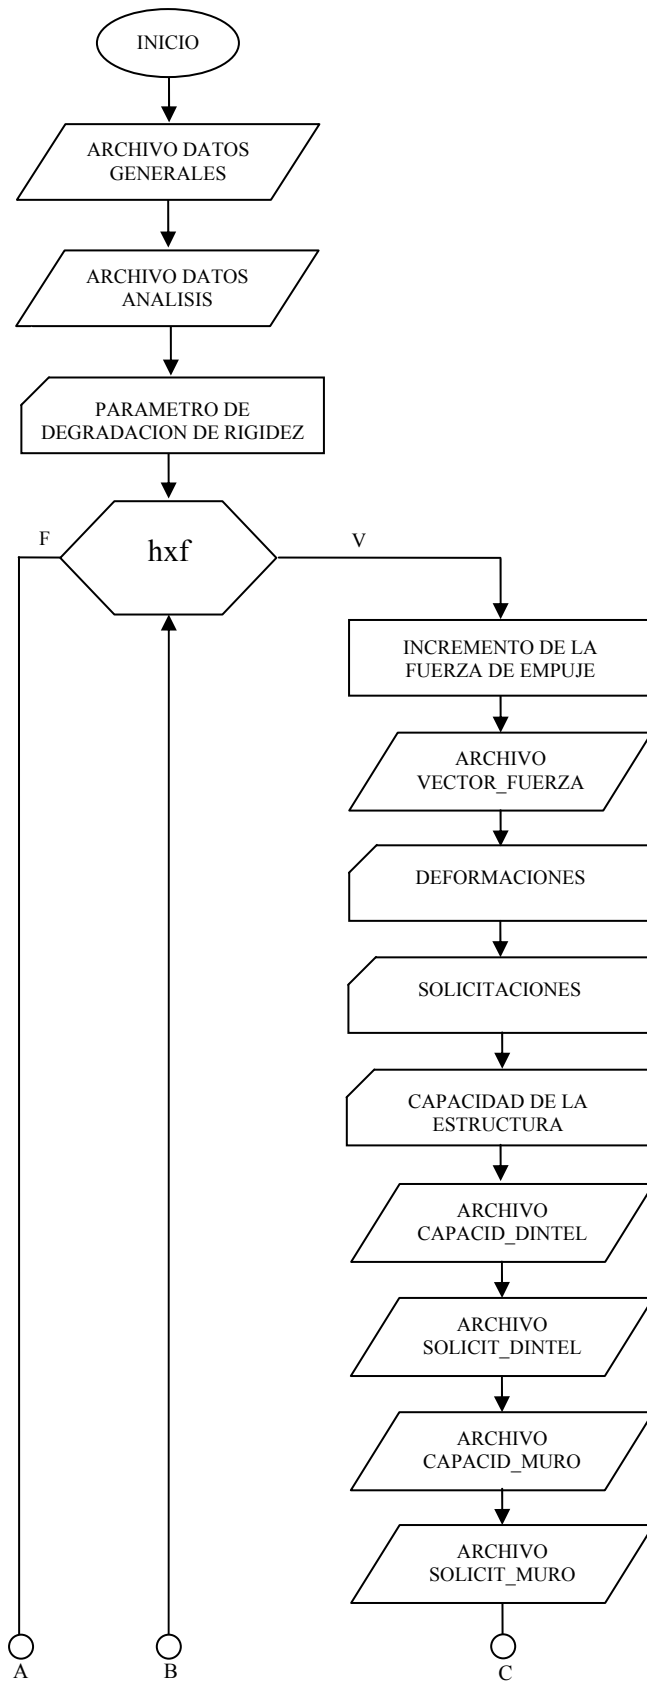 INICIO
ARCHIVO DATOS
GENERALES
ARCHIVO DATOS
ANALISIS
PARAMETRO DE
DEGRADACION DE RIGIDEZ
F
hxf
V
INCREMENTO DE LA
FUERZA DE EMPUJE
ARCHIVO
VECTOR_FUERZA
DEFORMACIONES
SOLICITACIONES
CAPACIDAD DE LA
ESTRUCTURA
ARCHIVO
CAPACID_DINTEL
ARCHIVO
SOLICIT_DINTEL
ARCHIVO
CAPACID_MURO
ARCHIVO
SOLICIT_MURO
A
B
C